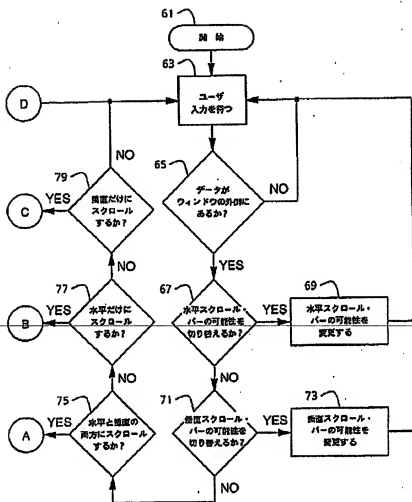 61
開始
63
ユーザ
入力を待つ
D
79
NO
65
データが
ウィンドウの外側に
あるか?
NO
垂直だけに
スクロール
するか?
YES
C
YES
NO
77
67
69
水平だけに
スクロール
するか?
YES
B
水平スクロール・
バーの可能性を
切り替えるか?
YES
水平スクロール・
バーの可能性を
変更する
NO
NO
75
71
73
水平と垂直の
両方にスクロール
するか?
YES
A
垂直スクロール・
バーの可能性を
切り替えるか?
YES
垂直スクロール・
バーの可能性を
変更する
NO